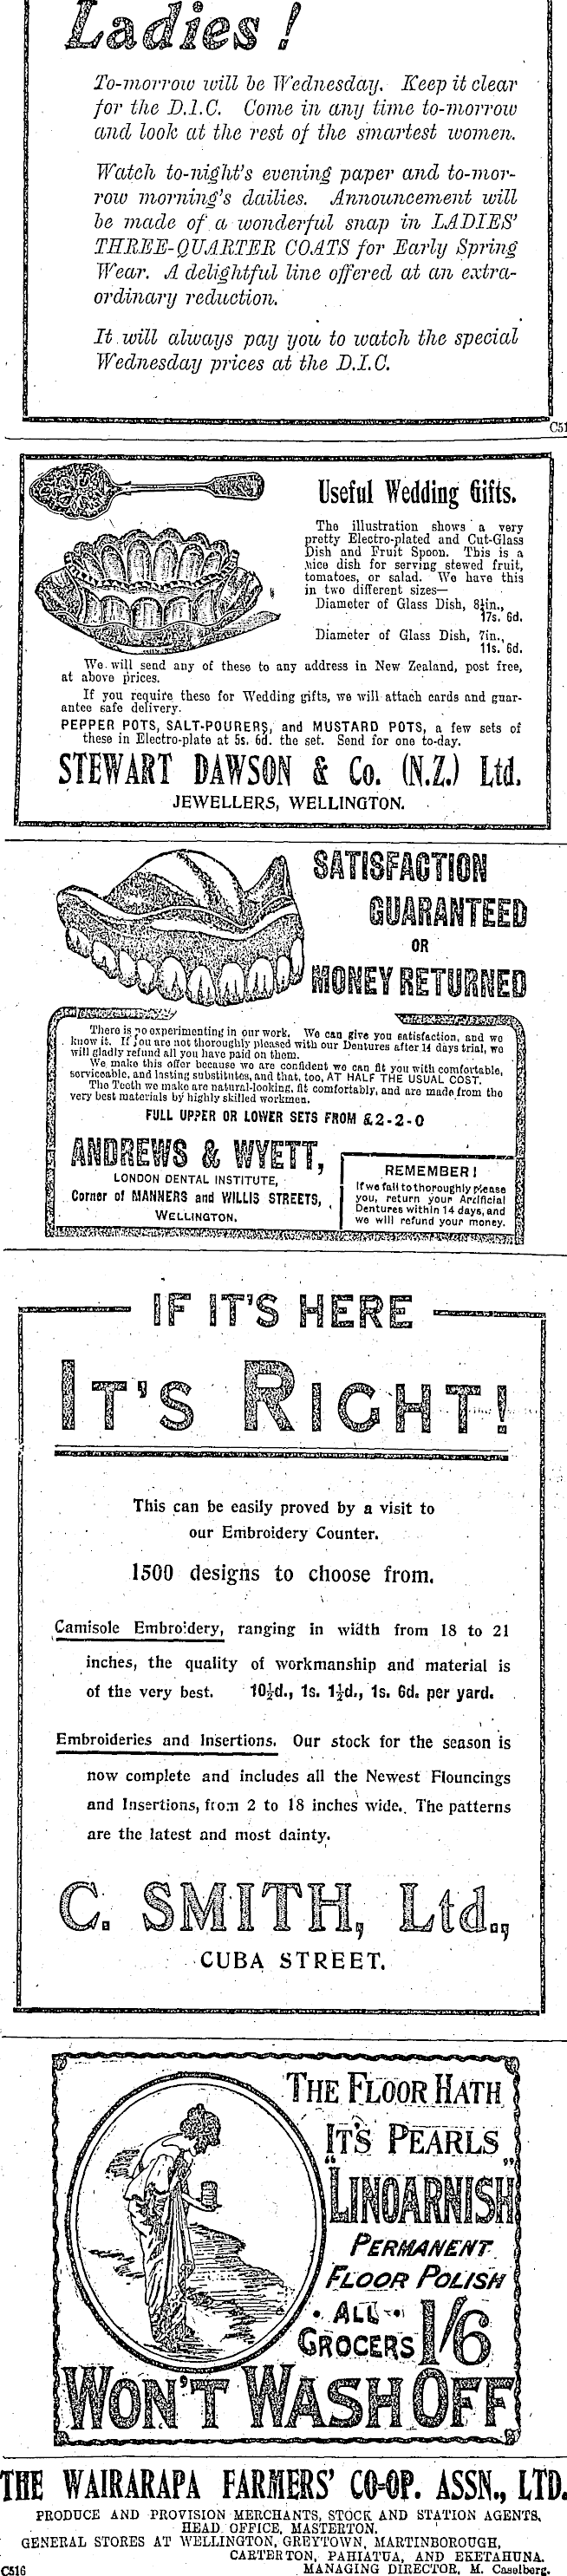 Ladies!
To-morrow will be Wednesday. Keep it clear
for the D.I.C. Come in any time to-morrow
and look at the rest of the smartest women.
Watch to-night's evening paper and to-mor-
row morning's dailies. Announcement will
be made of a wonderful snap in LADIES'
THREE-QUARTER COATS for Early Spring
Wear. A delightful line offered at an extra-
ordinary reduction.
It will always pay you to watch the special
Wednesday prices at the D.I.C.
C51
Useful Wedding Gifts.
The illustration shows a very
pretty Electro-plated and Cut-Glass
Dish and Fruit Spoon. This is a
nice dish for serving stewed fruit,
tomatoes, or salad. We have this
in two different sizes—
Diameter of Glass Dish, 8½in.,
17s. 6d.
Diameter of Glass Dish, 7in.,
11s. 6d.
We will send any of these to any address in New Zealand, post free,
at above prices.
If you require these for Wedding gifts, we will attach cards and guar-
antee safe delivery.
PEPPER POTS, SALT-POURERS, and MUSTARD POTS, a few sets of
these in Electro-plate at 5s. 6d. the set. Send for one to-day.
STEWART DAWSON & Co. (N.Z.) Ltd.
JEWELLERS, WELLINGTON.
SATISFACTION
GUARANTEED
OR
MONEY RETURNED
There is no experimenting in our work. We can give you satisfaction, and we
know it. If you are not thoroughly pleased with our Dentures after 14 days trial, we
will gladly refund all you have paid on them.
We make this offer because we are confident we can fit you with comfortable,
serviceable, and lasting substitutes, and that, too, AT HALF THE USUAL COST.
The Teeth we make are natural-looking, fit comfortably, and are made from the
very best materials by highly skilled workmen.
FULL UPPER OR LOWER SETS FROM £2-2-0
ANDREWS & WYETT,
LONDON DENTAL INSTITUTE,
Corner of MANNERS and WILLIS STREETS,
WELLINGTON.
REMEMBER!
If we fail to thoroughly please
you, return your Artificial
Dentures within 14 days, and
we will refund your money.
IF IT'S HERE
IT'S RIGHT!
This can be easily proved by a visit to
our Embroidery Counter.
1500 designs to choose from.
Camisole Embroidery, ranging in width from 18 to 21
inches, the quality of workmanship and material is
of the very best. 10½d., 1s. 1½d., 1s. 6d. per yard.
Embroideries and Insertions. Our stock for the season is
now complete and includes all the Newest Flouncings
and Insertions, from 2 to 18 inches wide. The patterns
are the latest and most dainty.
C. SMITH, Ltd.,
CUBA STREET.
THE FLOOR HATH
IT'S PEARLS
"LINOARNISH"
PERMANENT
FLOOR POLISH
ALL
GROCERS 1/6
WON'T WASH OFF
THE WAIRARAPA FARMERS' CO-OP. ASSN., LTD.
PRODUCE AND PROVISION MERCHANTS, STOCK AND STATION AGENTS,
HEAD OFFICE, MASTERTON.
GENERAL STORES AT WELLINGTON, GREYTOWN, MARTINBOROUGH,
CARTERTON, PAHIATUA, AND EKETAHUNA.
C516 MANAGING DIRECTOR, M. Caselberg.